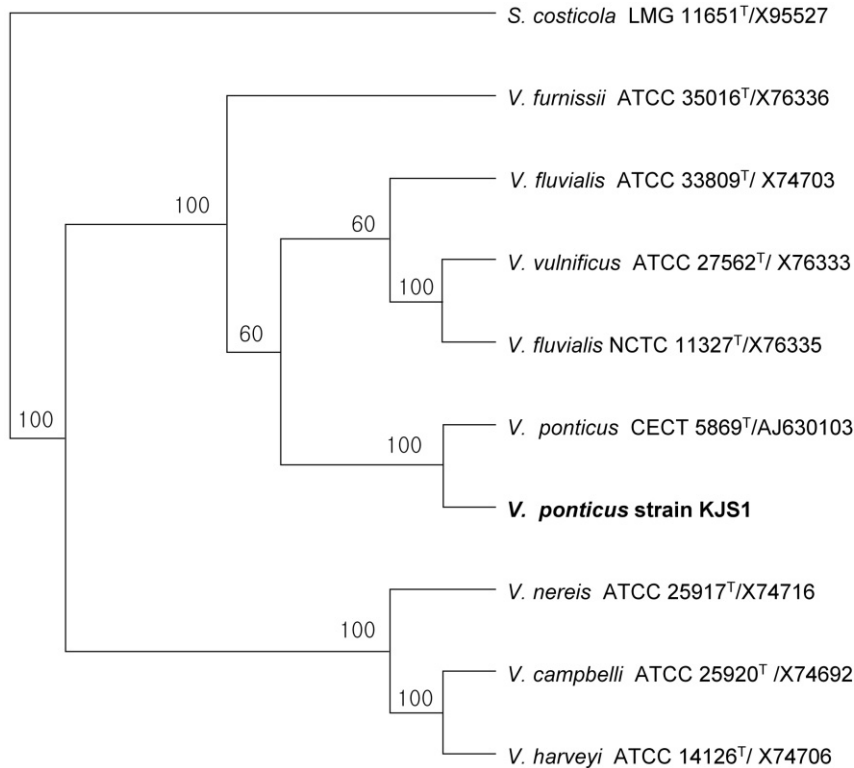 S. costicola LMG 11651ᵀ/X95527
V. furnissii ATCC 35016ᵀ/X76336
100
V. fluvialis ATCC 33809ᵀ/ X74703
60
V. vulnificus ATCC 27562ᵀ/ X76333
100
60
V. fluvialis NCTC 11327ᵀ/X76335
100
V. ponticus CECT 5869ᵀ/AJ630103
100
V. ponticus strain KJS1
V. nereis ATCC 25917ᵀ/X74716
100
V. campbelli ATCC 25920ᵀ /X74692
100
V. harveyi ATCC 14126ᵀ/ X74706